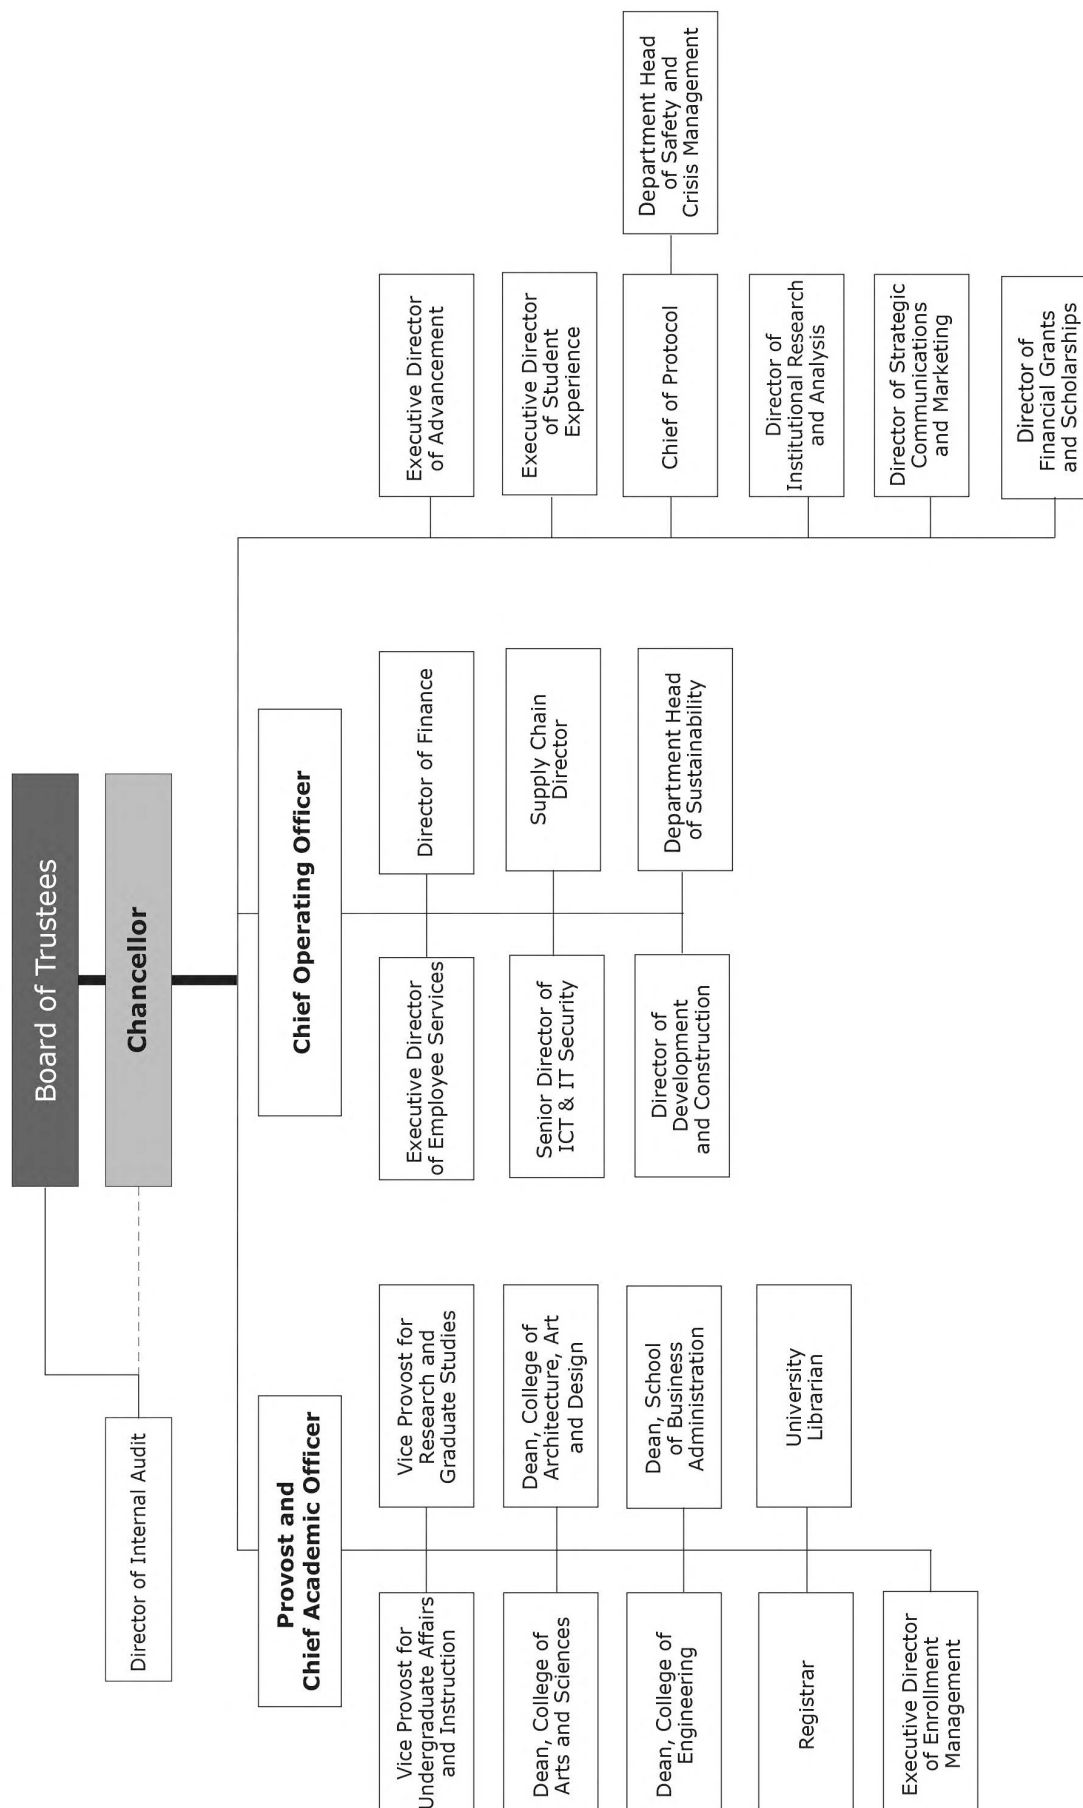 Board of Trustees
Chancellor
Director of Internal Audit
Provost and
Chief Academic Officer
Vice Provost for
Undergraduate Affairs
and Instruction
Vice Provost for
Research and
Graduate Studies
Dean, College of
Arts and Sciences
Dean, College of
Architecture, Art
and Design
Dean, College of
Engineering
Dean, School
of Business
Administration
Registrar
University
Librarian
Executive Director
of Enrollment
Management
Chief Operating Officer
Executive Director
of Employee Services
Director of Finance
Senior Director of
ICT & IT Security
Supply Chain
Director
Director of
Development
and Construction
Department Head
of Sustainability
Executive Director
of Advancement
Executive Director
of Student
Experience
Chief of Protocol
Department Head
of Safety and
Crisis Management
Director of
Institutional Research
and Analysis
Director of Strategic
Communications
and Marketing
Director of
Financial Grants
and Scholarships